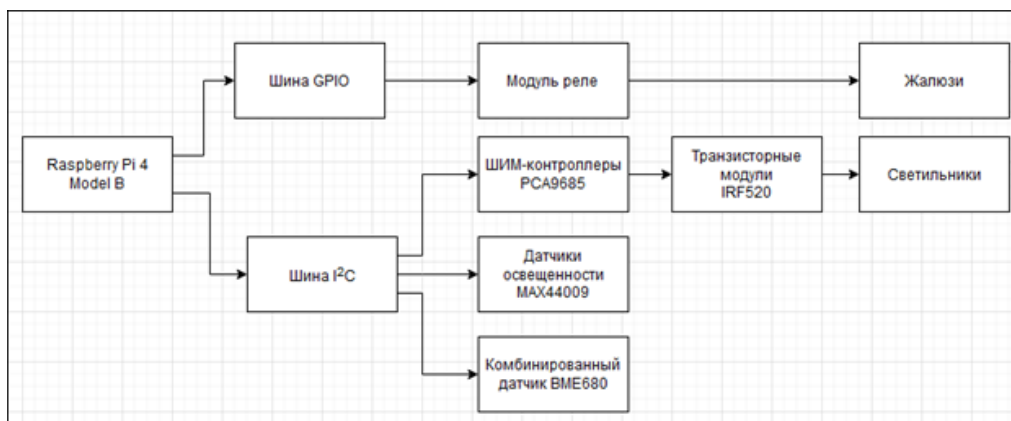 Шина GPIO
Модуль реле
Жалюзи
Raspberry Pi 4
Model B
ШИМ-контроллеры
PCA9685
Транзисторные
модули
IRF520
Светильники
Шина I²C
Датчики
освещенности
MAX44009
Комбинированный
датчик BME680